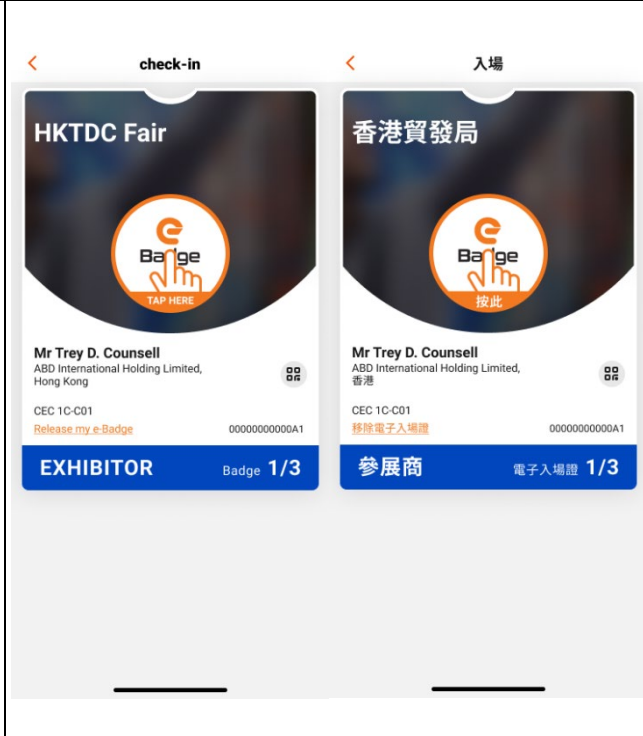 check-in
HKTDC Fair
e
Badge
TAP HERE
Mr Trey D. Counsell
ABD International Holding Limited,
Hong Kong
CEC 1C-C01
Release my e-Badge
00000000000A1
EXHIBITOR
Badge 1/3
入場
香港貿發局
e
Badge
按此
Mr Trey D. Counsell
ABD International Holding Limited,
香港
CEC 1C-C01
移除電子入場證
00000000000A1
參展商
電子入場證 1/3